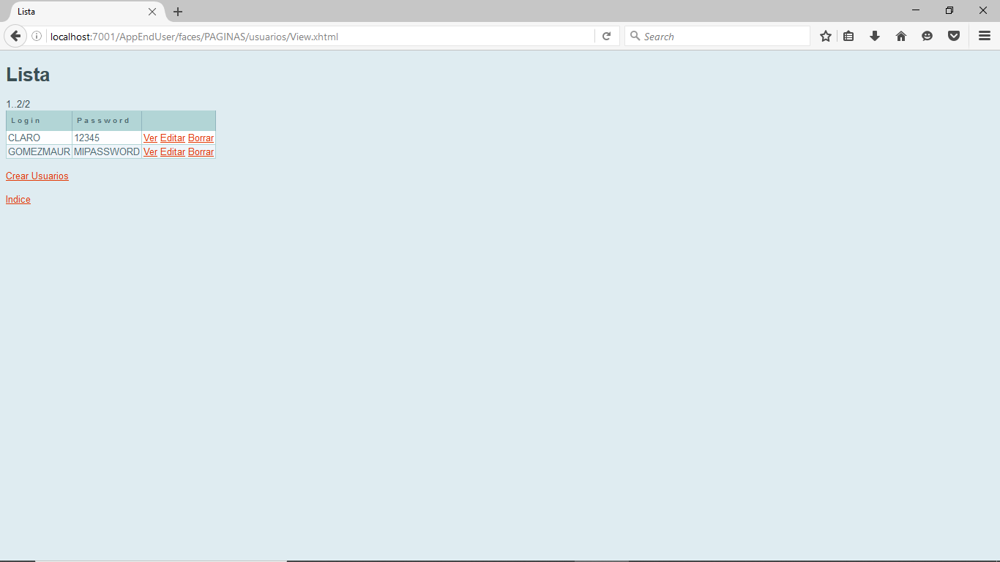 Lista
localhost:7001/AppEndUser/faces/PAGINAS/usuarios/View.xhtml
Search
Lista
1..2/2
Login Password
CLARO 12345 Ver Editar Borrar
GOMEZMAUR MIPASSWORD Ver Editar Borrar
Crear Usuarios
Indice